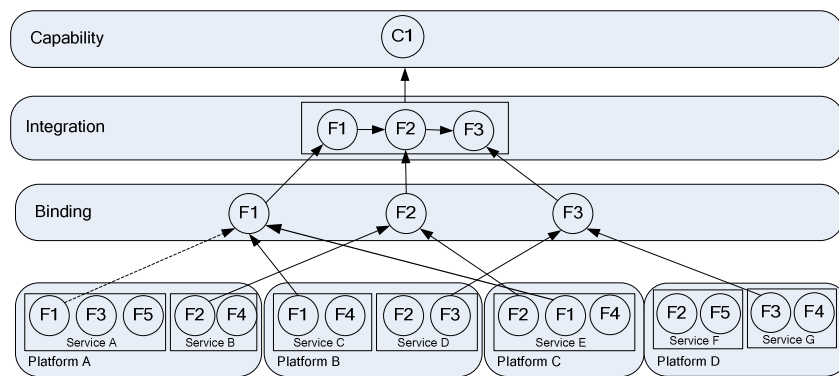 Capability
C1
Integration
F1 F2 F3
Binding
F1 F2 F3
F1 F3 F5 F2 F4 F1 F4 F2 F3 F2 F1 F4 F2 F5 F3 F4
Service A Service B Service C Service D Service E Service F Service G
Platform A Platform B Platform C Platform D